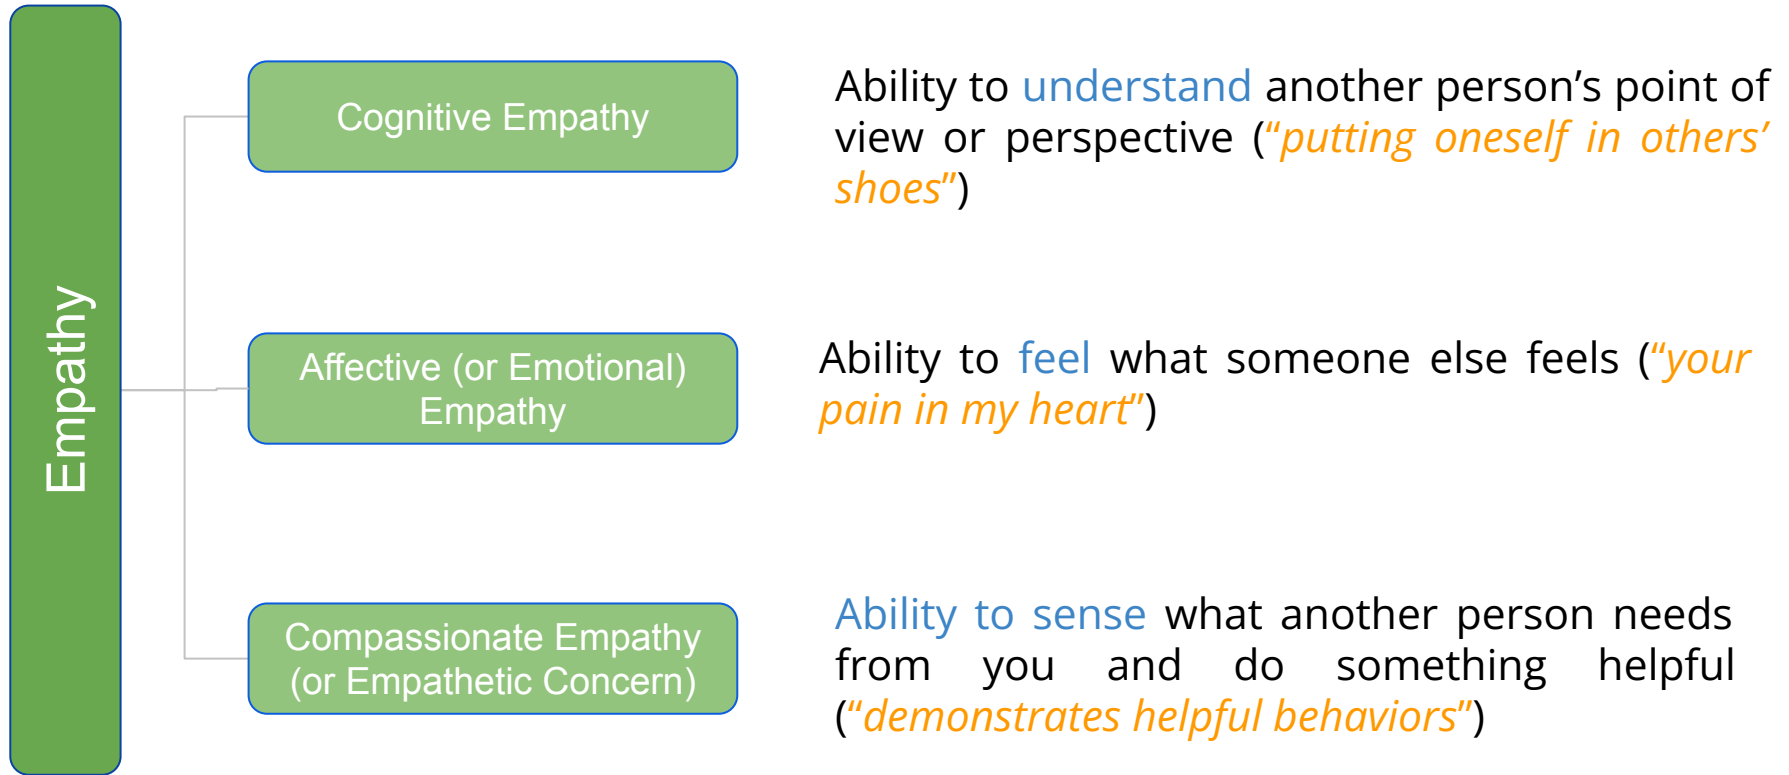 Empathy
Cognitive Empathy
Ability to understand another person’s point of
view or perspective (“putting oneself in others’
shoes”)
Affective (or Emotional)
Empathy
Ability to feel what someone else feels (“your
pain in my heart”)
Compassionate Empathy
(or Empathetic Concern)
Ability to sense what another person needs
from you and do something helpful
(“demonstrates helpful behaviors”)